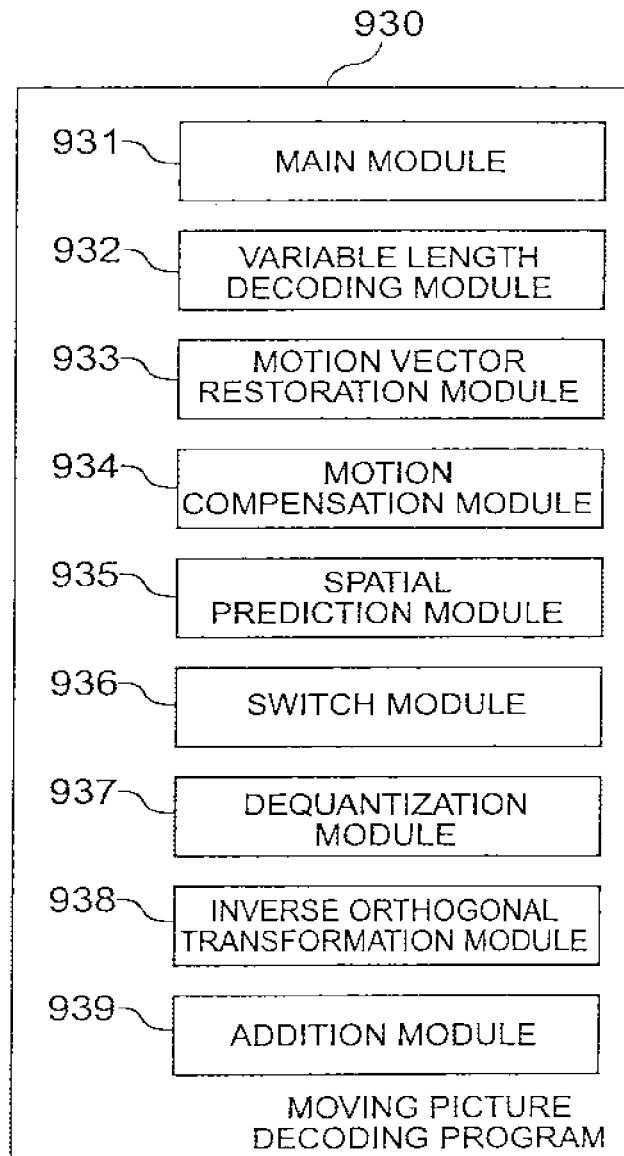 930
931
MAIN MODULE
932
VARIABLE LENGTH
DECODING MODULE
933
MOTION VECTOR
RESTORATION MODULE
934
MOTION
COMPENSATION MODULE
935
SPATIAL
PREDICTION MODULE
936
SWITCH MODULE
937
DEQUANTIZATION
MODULE
938
INVERSE ORTHOGONAL
TRANSFORMATION MODULE
939
ADDITION MODULE
MOVING PICTURE
DECODING PROGRAM